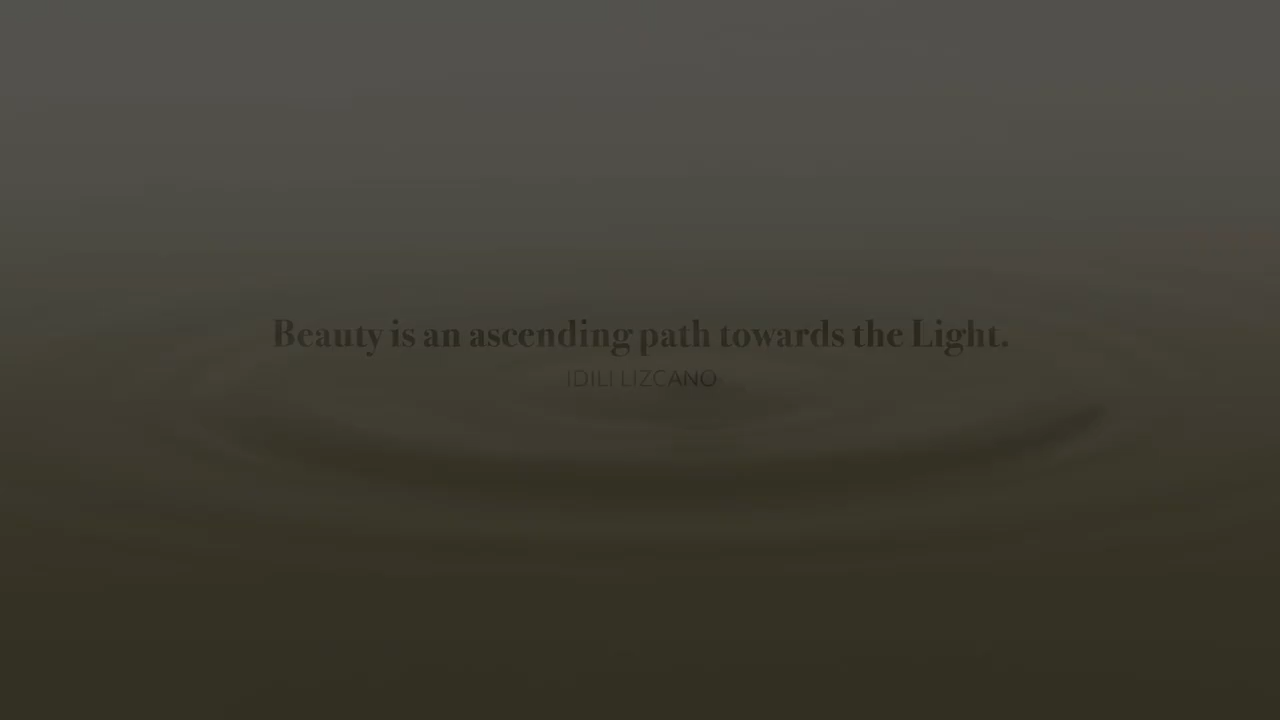 Beauty is an ascending path towards the Light.
IDILI LIZCANO